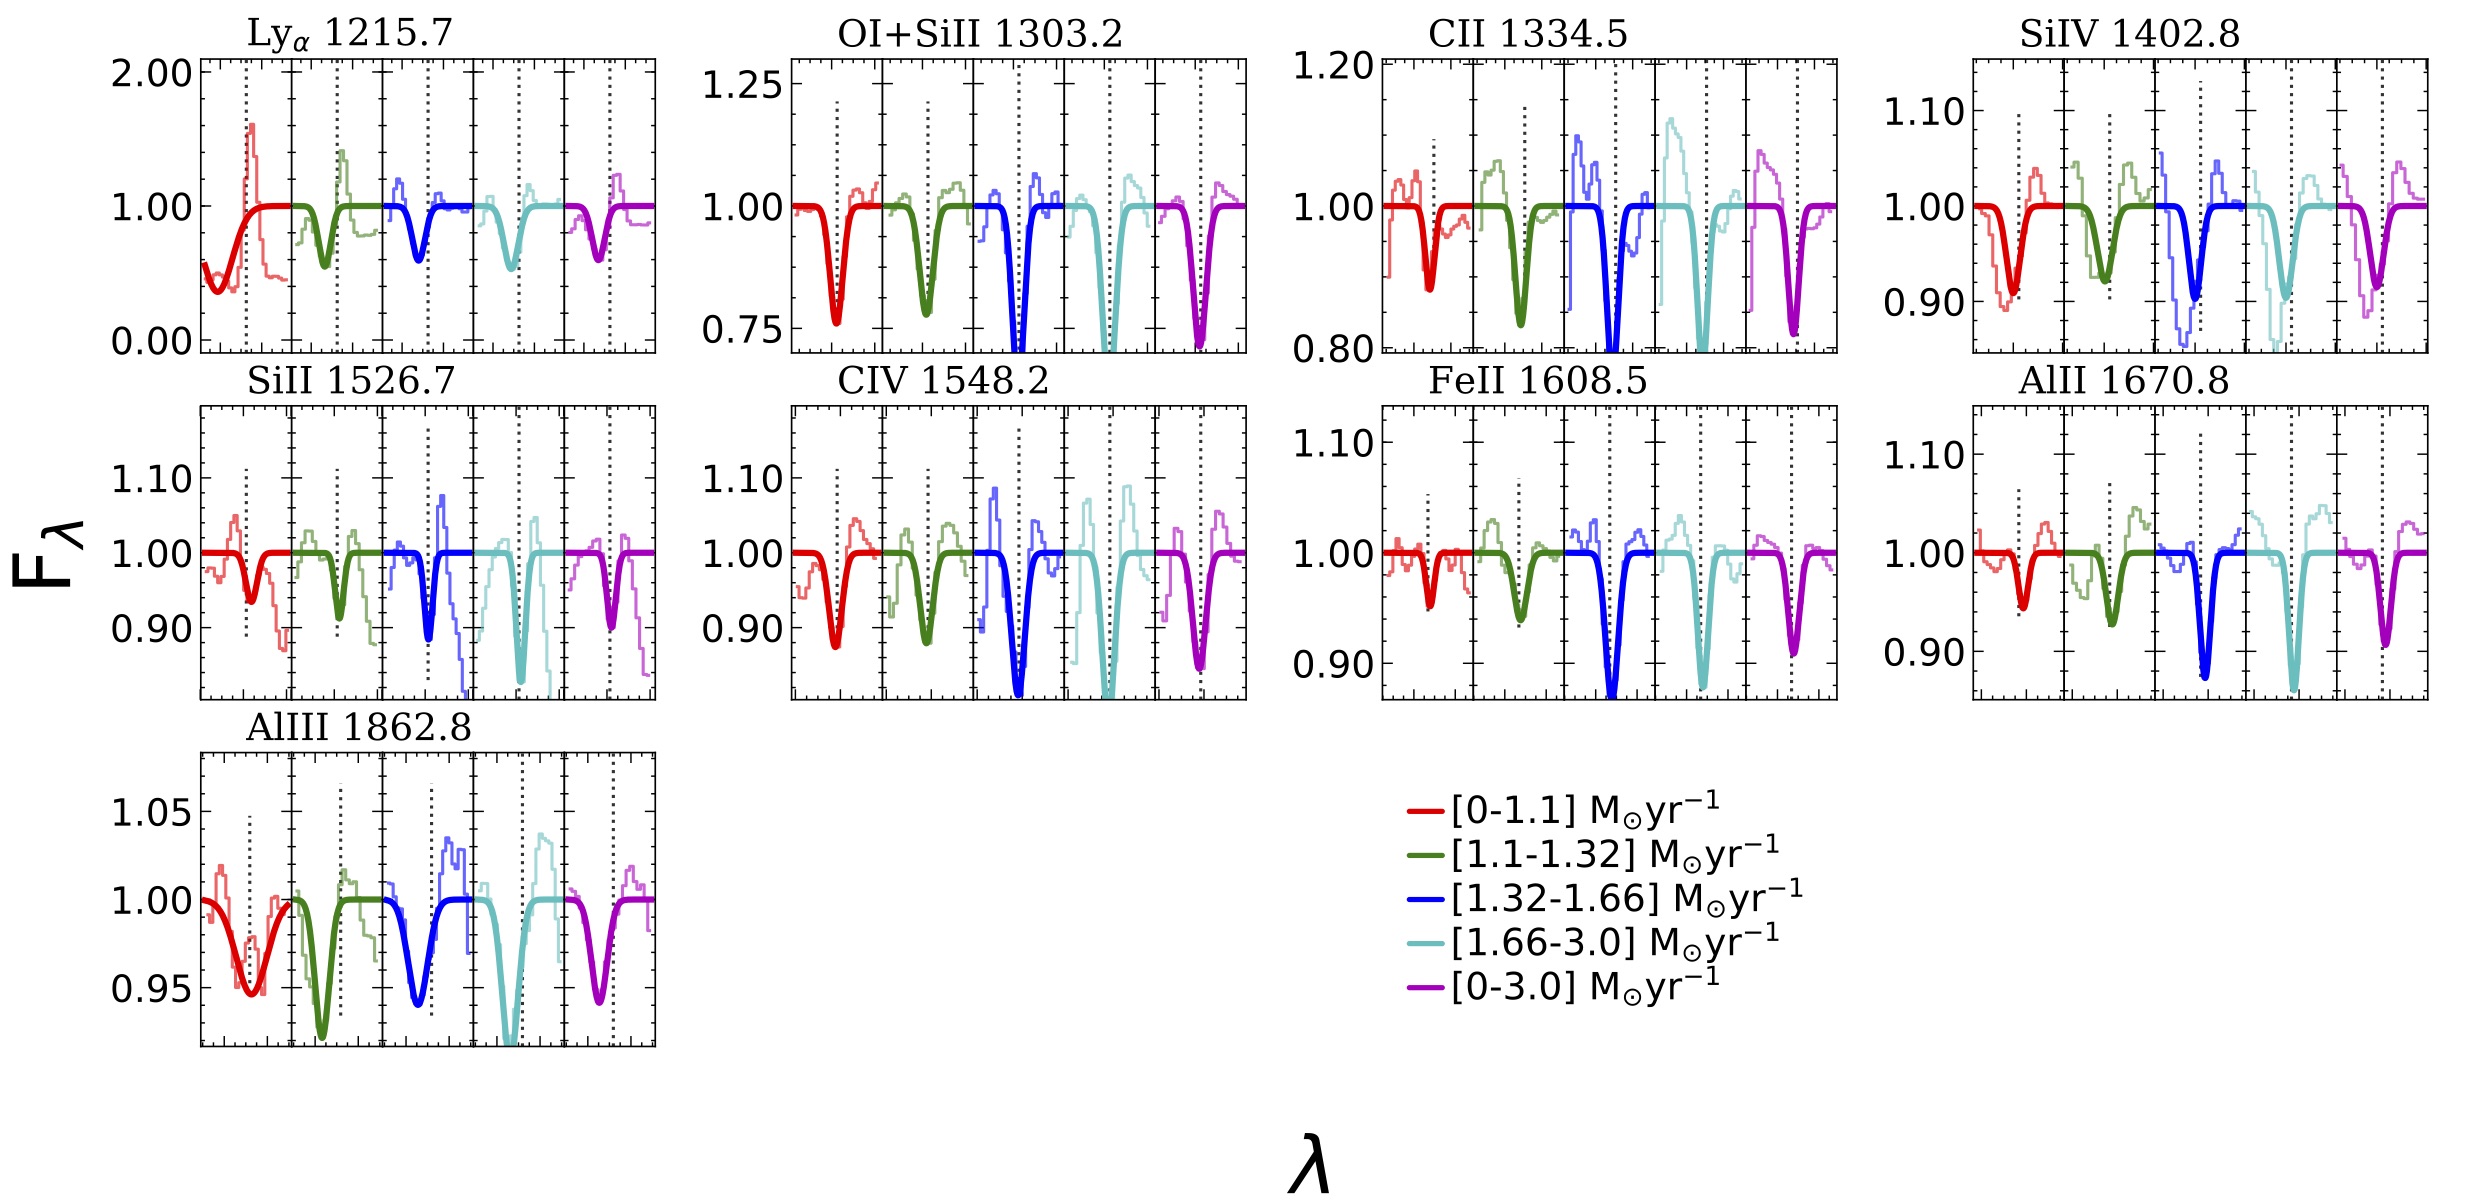 Lyα 1215.7
OI+SiII 1303.2
CII 1334.5
SiIV 1402.8
2.00
1.00
0.00
1.25
1.00
0.75
1.20
1.00
0.80
1.10
1.00
0.90
SiII 1526.7
CIV 1548.2
FeII 1608.5
AlII 1670.8
1.10
1.00
0.90
1.10
1.00
0.90
1.10
1.00
0.90
1.10
1.00
0.90
Fλ
AlIII 1862.8
1.05
1.00
0.95
[0-1.1] M⊙yr⁻¹
[1.1-1.32] M⊙yr⁻¹
[1.32-1.66] M⊙yr⁻¹
[1.66-3.0] M⊙yr⁻¹
[0-3.0] M⊙yr⁻¹
λ